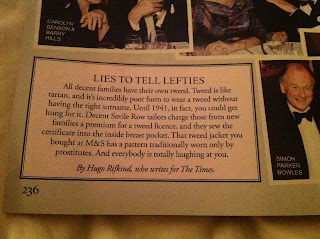 CAROLYN
BENSON &
BARRY
HILLS
LIES TO TELL LEFTIES
All decent families have their own tweed. Tweed is like
tartan, and it's incredibly poor form to wear a tweed without
having the right surname. Until 1941, in fact, you could get
hung for it. Decent Savile Row tailors charge those from new
families a premium for a tweed licence, and they sew the
certificate into the inside breast pocket. That tweed jacket you
bought at M&S has a pattern traditionally worn only by
prostitutes. And everybody is totally laughing at you.
By Hugo Rifkind, who writes for The Times.
SIMON
PARKER
BOWLES
236